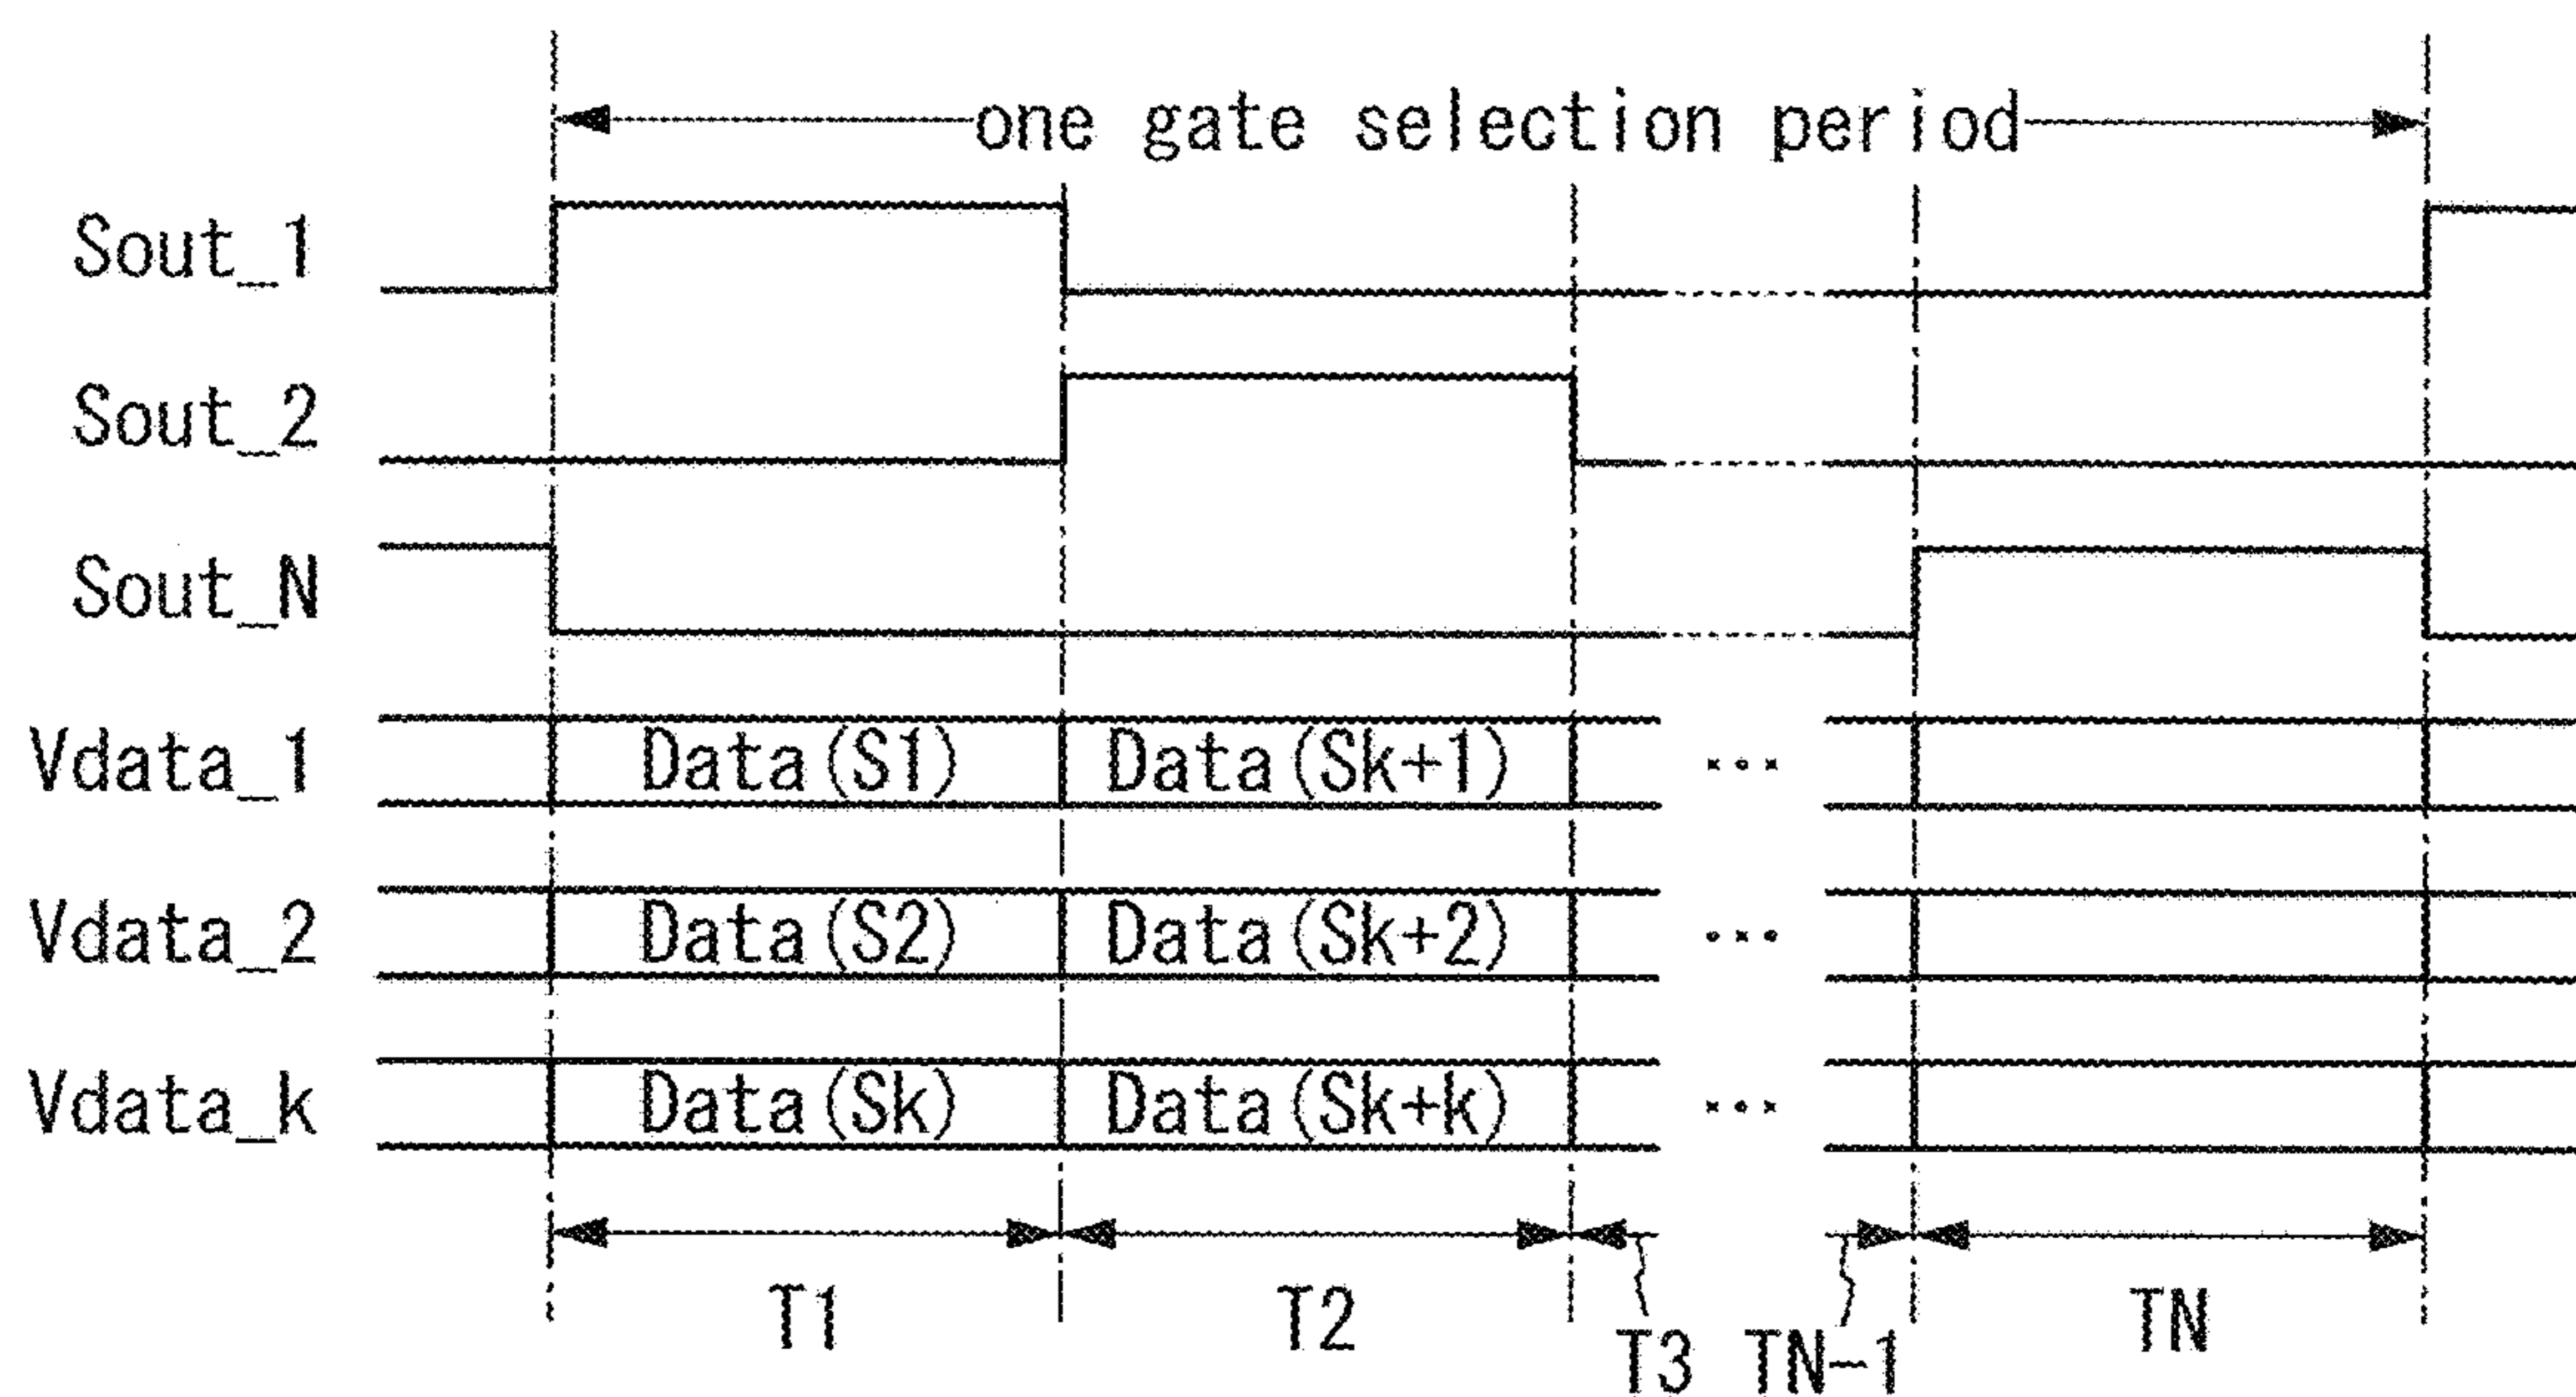 one gate selection period
Sout_1
Sout_2
Sout_N
Vdata_1 Data(S1) Data(Sk+1) ...
Vdata_2 Data(S2) Data(Sk+2) ...
Vdata_k Data(Sk) Data(Sk+k) ...
T1 T2 T3 TN-1 TN